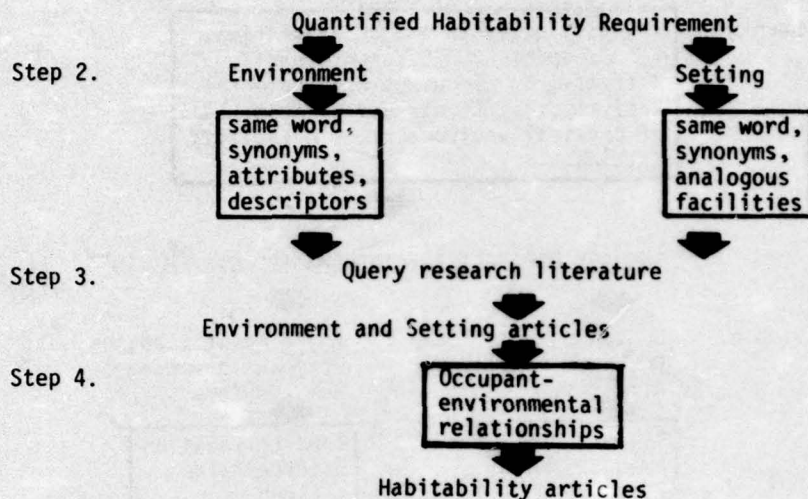 Quantified Habitability Requirement
Step 2. Environment Setting
same word, same word,
synonyms, synonyms,
attributes, analogous
descriptors facilities
Step 3. Query research literature
Environment and Setting articles
Step 4. Occupant-
environmental
relationships
Habitability articles